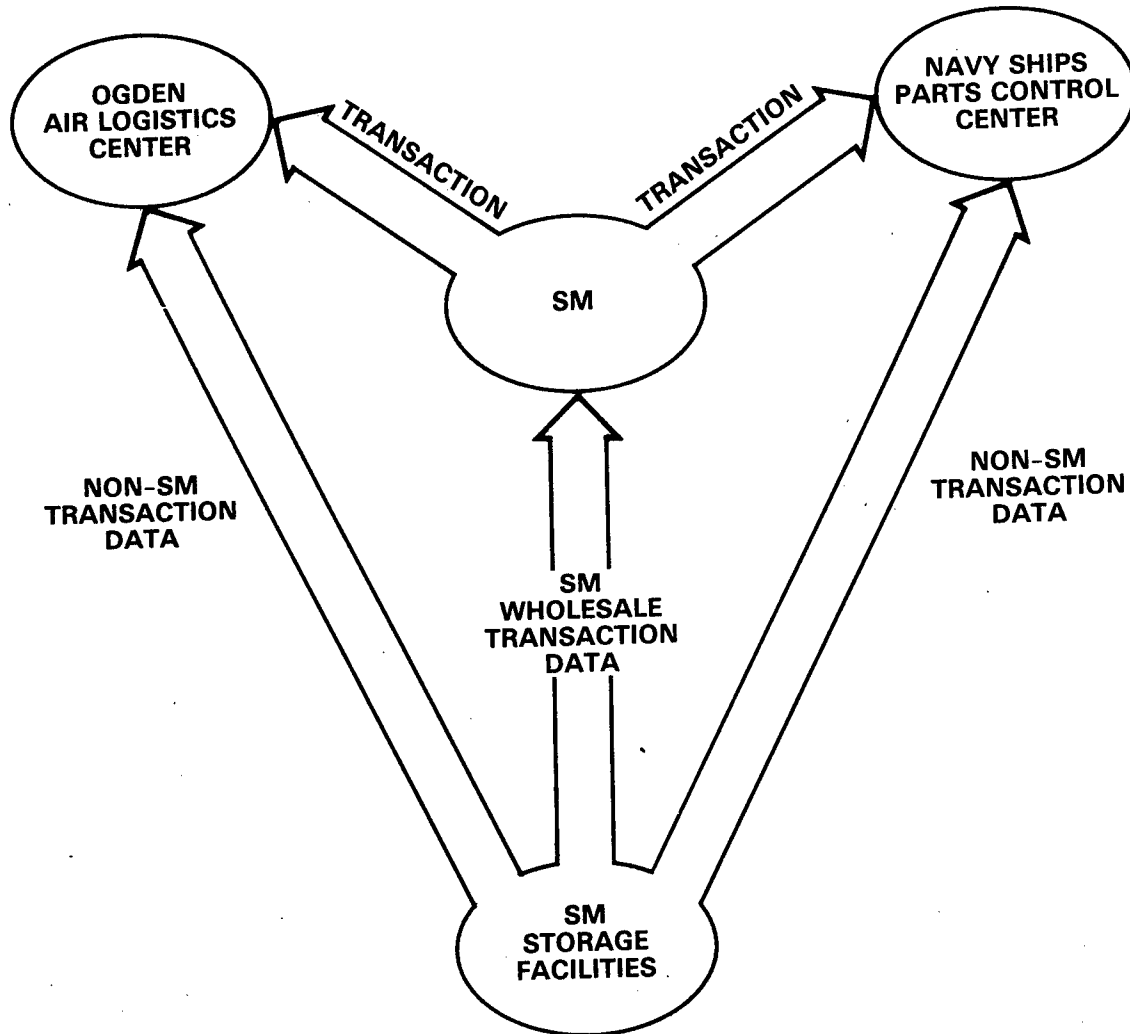 OGDEN
AIR LOGISTICS
CENTER
NAVY SHIPS
PARTS CONTROL
CENTER
TRANSACTION
TRANSACTION
SM
NON-SM
TRANSACTION
DATA
NON-SM
TRANSACTION
DATA
SM
WHOLESALE
TRANSACTION
DATA
SM
STORAGE
FACILITIES